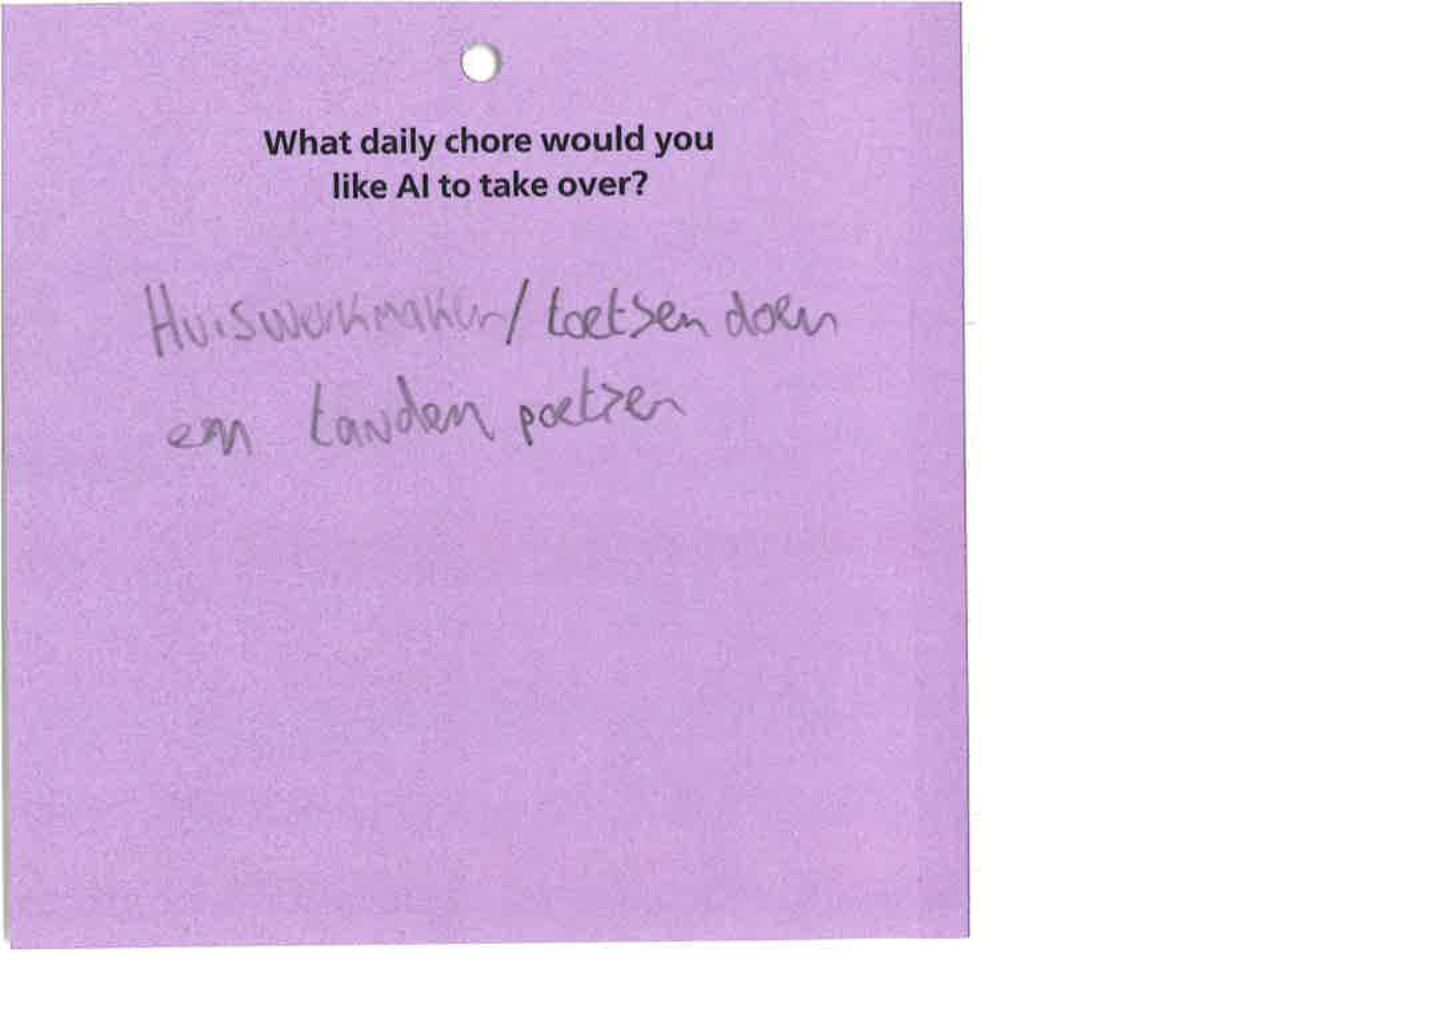 What daily chore would you
like AI to take over?
Huiswerkmaken/toetsen doen
en tanden poetsen